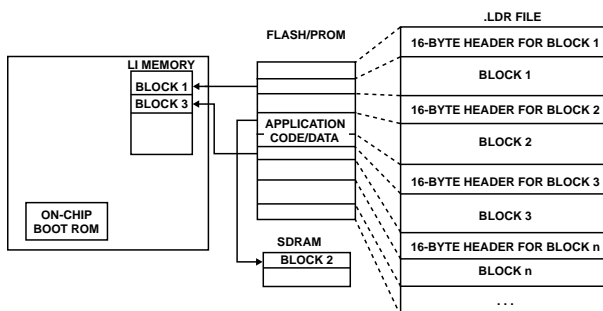 .LDR FILE
FLASH/PROM
16-BYTE HEADER FOR BLOCK 1
LI MEMORY
BLOCK 1
BLOCK 1
BLOCK 3
16-BYTE HEADER FOR BLOCK 2
APPLICATION
CODE/DATA
BLOCK 2
16-BYTE HEADER FOR BLOCK 3
ON-CHIP
BOOT ROM
BLOCK 3
SDRAM
16-BYTE HEADER FOR BLOCK n
BLOCK 2
BLOCK n
. . .